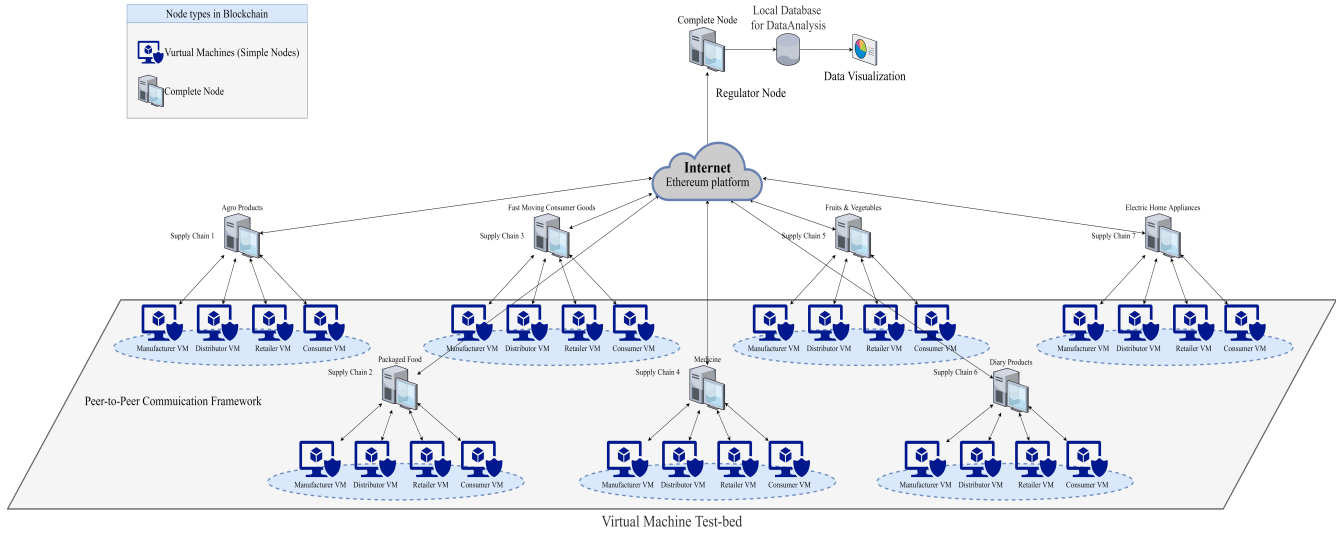 Node types in Blockchain
Vurtual Machines (Simple Nodes)
Complete Node
Complete Node
Local Database
for DataAnalysis
Data Visualization
Regulator Node
Internet
Ethereum platform
Agro Products
Supply Chain 1
Fast Moving Consumer Goods
Supply Chain 3
Fruits & Vegetables
Supply Chain 5
Electric Home Appliances
Supply Chain 7
Manufacturer VM
Distributor VM
Retailer VM
Consumer VM
Manufacturer VM
Distributor VM
Retailer VM
Consumer VM
Manufacturer VM
Distributor VM
Retailer VM
Consumer VM
Manufacturer VM
Distributor VM
Retailer VM
Consumer VM
Packaged Food
Supply Chain 2
Medicine
Supply Chain 4
Diary Products
Supply Chain 6
Peer-to-Peer Commuication Framework
Manufacturer VM
Distributor VM
Retailer VM
Consumer VM
Manufacturer VM
Distributor VM
Retailer VM
Consumer VM
Manufacturer VM
Distributor VM
Retailer VM
Consumer VM
Virtual Machine Test-bed